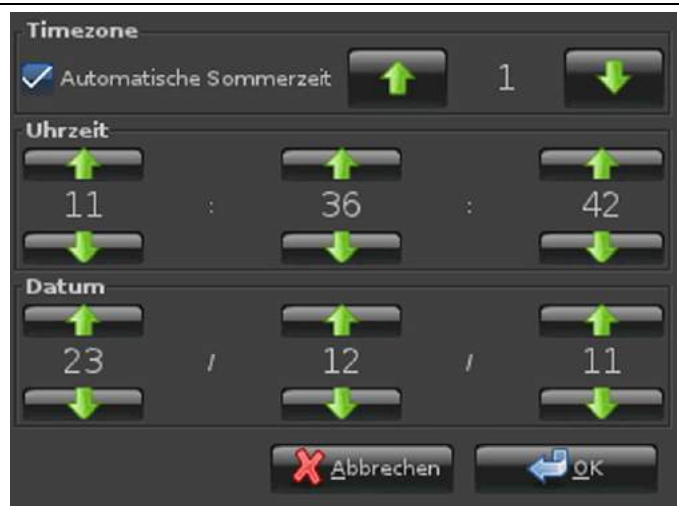 Timezone
Automatische Sommerzeit 1
Uhrzeit
11 : 36 : 42
Datum
23 / 12 / 11
Abbrechen OK